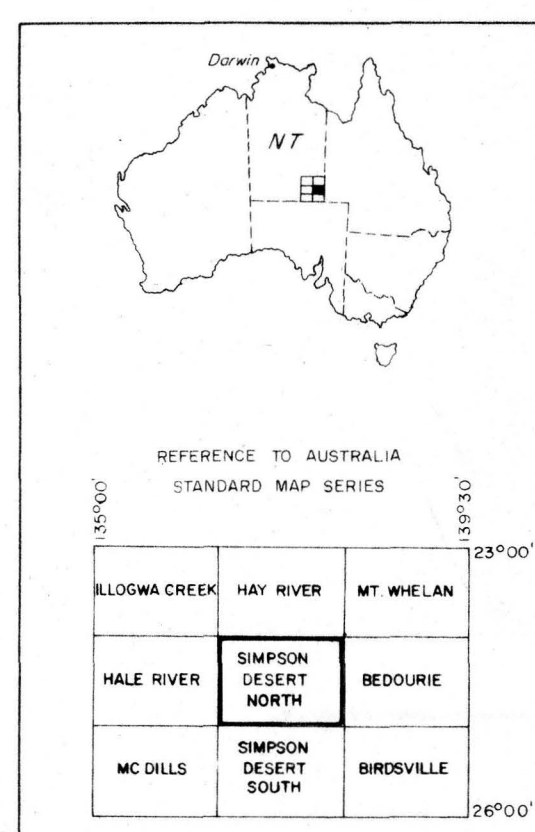 Darwin
NT
REFERENCE TO AUSTRALIA
STANDARD MAP SERIES
135°00'
139°30'
23°00'
ILLOGWA CREEK
HAY RIVER
MT. WHELAN
HALE RIVER
SIMPSON
DESERT
NORTH
BEDOURIE
MC DILLS
SIMPSON
DESERT
SOUTH
BIRDSVILLE
26°00'